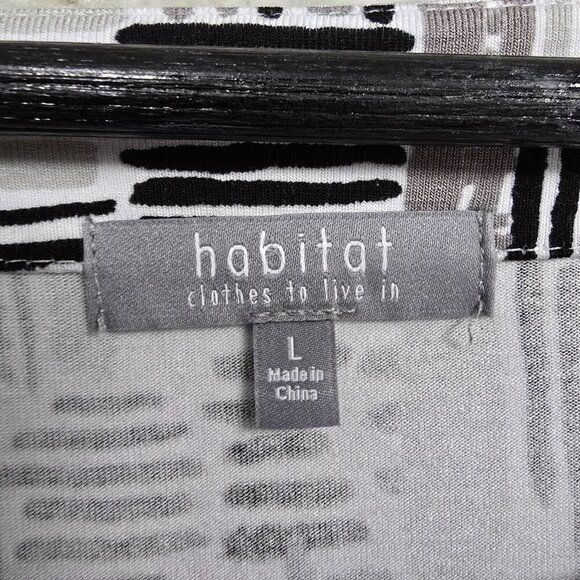 habitat
clothes to live in
L
Made in
China